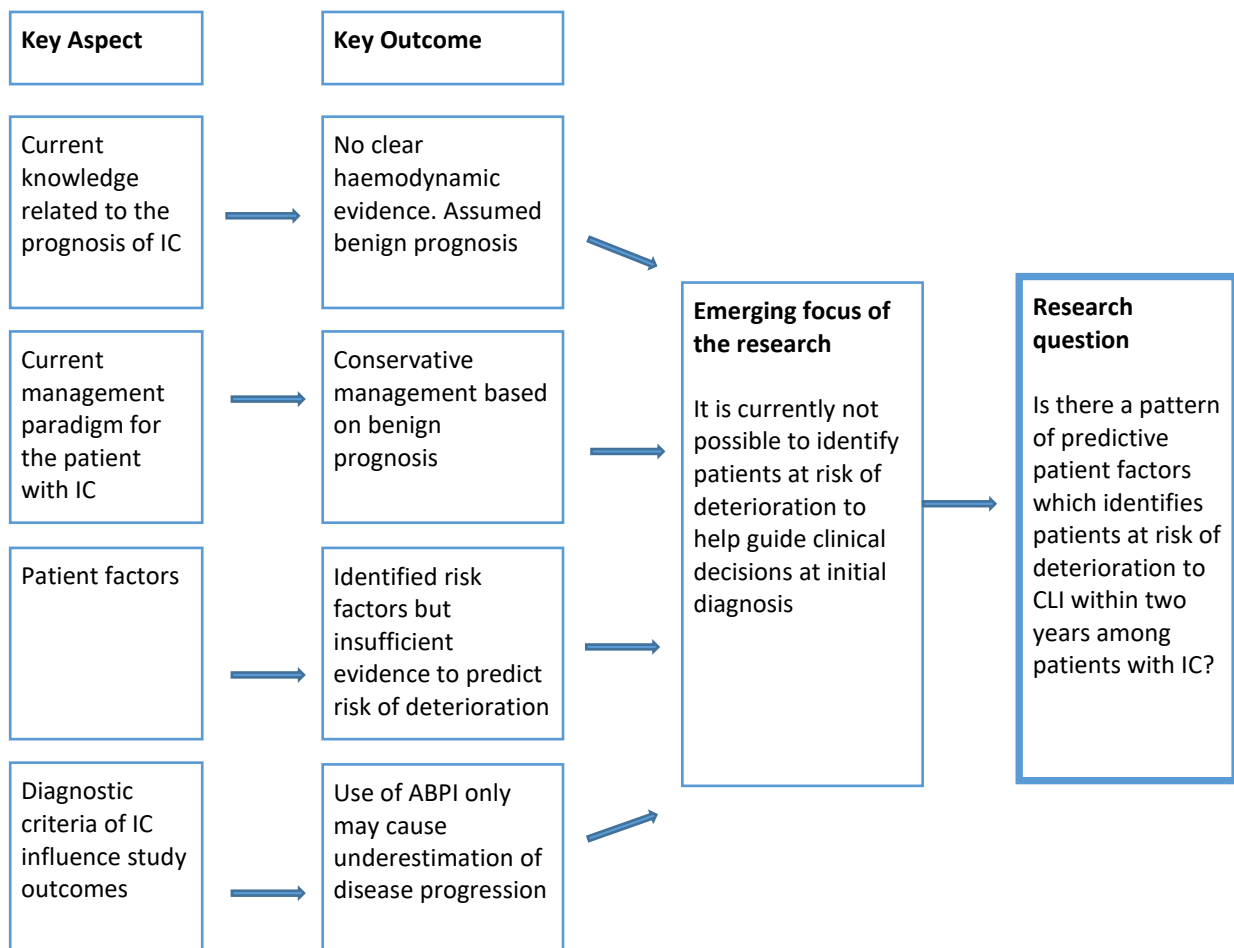 Key Aspect
Key Outcome
Current
knowledge
related to the
prognosis of IC
No clear
haemodynamic
evidence. Assumed
benign prognosis
Current
management
paradigm for
the patient
with IC
Conservative
management based
on benign
prognosis
Patient factors
Identified risk
factors but
insufficient
evidence to predict
risk of deterioration
Diagnostic
criteria of IC
influence study
outcomes
Use of ABPI only
may cause
underestimation of
disease progression
Emerging focus of
the research
It is currently not
possible to identify
patients at risk of
deterioration to
help guide clinical
decisions at initial
diagnosis
Research
question
Is there a pattern
of predictive
patient factors
which identifies
patients at risk of
deterioration to
CLI within two
years among
patients with IC?